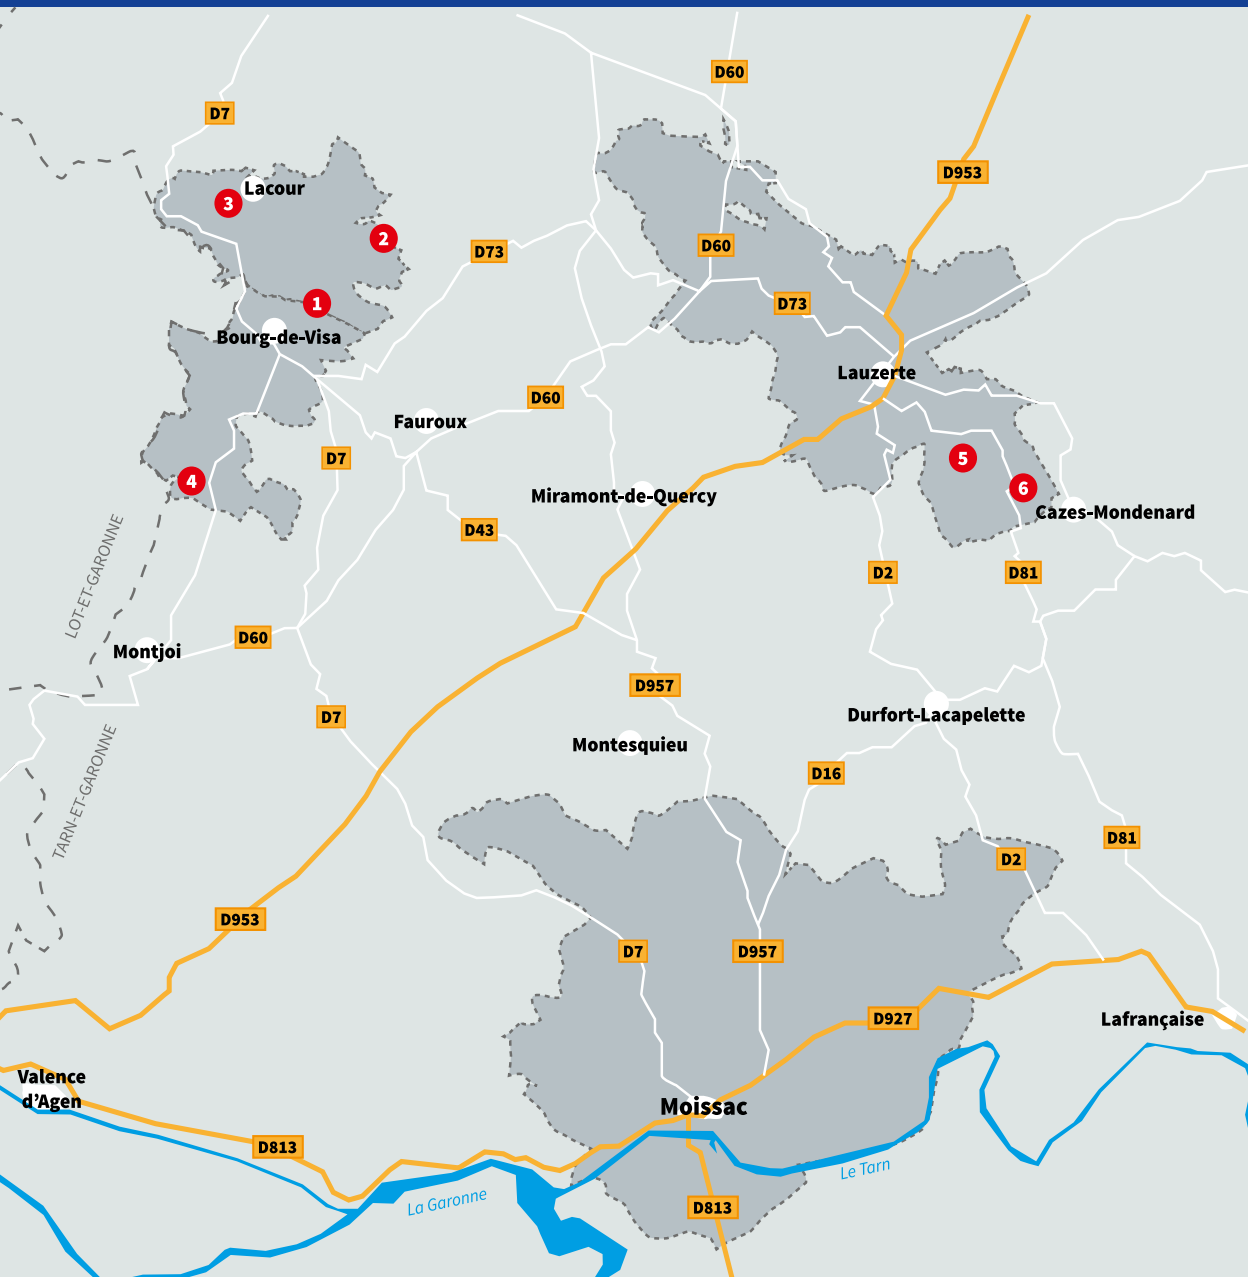 D60
D7
D953
Lacour
3
2
D60
D73
1
D73
Bourg-de-Visa
Lauzerte
D60
Fauroux
D7
5
4
6
Miramont-de-Quercy
Cazes-Mondenard
D43
LOT-ET-GARONNE
D2
D81
D60
Montjoi
D957
D7
Durfort-Lacapelette
Montesquieu
D16
TARN-ET-GARONNE
D81
D2
D953
D7
D957
D927
Lafrançaise
Valence
d'Agen
Moissac
D813
Le Tarn
La Garonne
D813